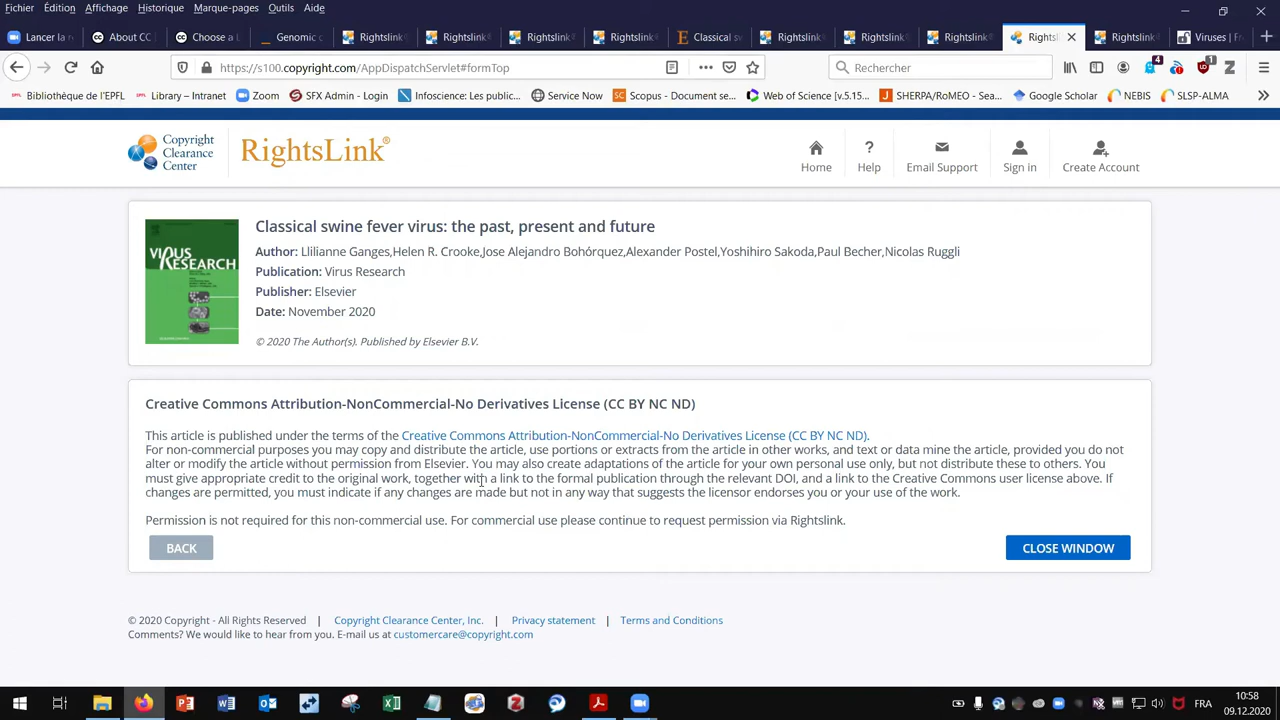 Fichier Édition Affichage Historique Marque-pages Outils Aide
Lancer la r About CC Choose a L Genomic c Rightslink® Rightslink® Rightslink® Rightslink® Classical sw Rightslink® Rightslink® Rightslink® Rightslink Rightslink® Viruses | Fr
https://s100.copyright.com/AppDispatchServlet#formTop Rechercher 4 1
Bibliothèque de l'EPFL Library – Intranet Zoom SFX Admin - Login Infoscience: Les public... Service Now Scopus - Document se... Web of Science [v.5.15... SHERPA/RoMEO - Sea... Google Scholar NEBIS SLSP-ALMA
Copyright Clearance Center RightsLink® Home Help Email Support Sign in Create Account
VIRUS RESEARCH
Classical swine fever virus: the past, present and future
Author: Llilianne Ganges,Helen R. Crooke,Jose Alejandro Bohórquez,Alexander Postel,Yoshihiro Sakoda,Paul Becher,Nicolas Ruggli
Publication: Virus Research
Publisher: Elsevier
Date: November 2020
© 2020 The Author(s). Published by Elsevier B.V.
Creative Commons Attribution-NonCommercial-No Derivatives License (CC BY NC ND)
This article is published under the terms of the Creative Commons Attribution-NonCommercial-No Derivatives License (CC BY NC ND).
For non-commercial purposes you may copy and distribute the article, use portions or extracts from the article in other works, and text or data mine the article, provided you do not
alter or modify the article without permission from Elsevier. You may also create adaptations of the article for your own personal use only, but not distribute these to others. You
must give appropriate credit to the original work, together with a link to the formal publication through the relevant DOI, and a link to the Creative Commons user license above. If
changes are permitted, you must indicate if any changes are made but not in any way that suggests the licensor endorses you or your use of the work.
Permission is not required for this non-commercial use. For commercial use please continue to request permission via Rightslink.
BACK CLOSE WINDOW
© 2020 Copyright - All Rights Reserved | Copyright Clearance Center, Inc. | Privacy statement | Terms and Conditions
Comments? We would like to hear from you. E-mail us at customercare@copyright.com
FRA 10:58
09.12.2020